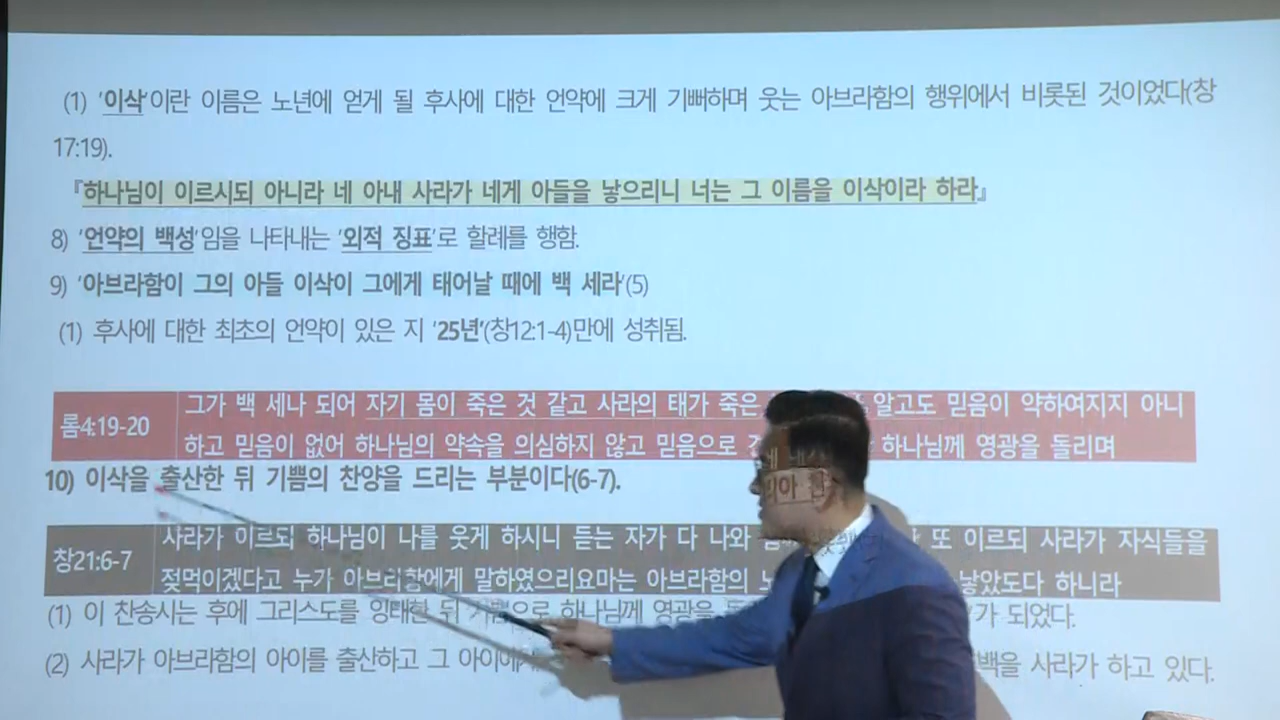 (1) '이삭'이란 이름은 노년에 얻게 될 후사에 대한 언약에 크게 기뻐하며 웃는 아브라함의 행위에서 비롯된 것이었다(창
17:19).
『하나님이 이르시되 아니라 네 아내 사라가 네게 아들을 낳으리니 너는 그 이름을 이삭이라 하라』
8) '언약의 백성'임을 나타내는 '외적 징표'로 할례를 행함.
9) '아브라함이 그의 아들 이삭이 그에게 태어날 때에 백 세라'(5)
(1) 후사에 대한 최초의 언약이 있은 지 '25년'(창12:1-4)만에 성취됨.
롬4:19-20
그가 백 세나 되어 자기 몸이 죽은 것 같고 사라의 태가 죽은 알고도 믿음이 약하여지지 아니
하고 믿음이 없어 하나님의 약속을 의심하지 않고 믿음으로 하나님께 영광을 돌리며
10) 이삭을 출산한 뒤 기쁨의 찬양을 드리는 부분이다(6-7).
창21:6-7
사라가 이르되 하나님이 나를 웃게 하시니 듣는 자가 다 나와 또 이르되 사라가 자식들을
젖먹이겠다고 누가 아브라함에게 말하였으리요마는 아브라함의 낳았도다 하니라
(1) 이 찬송시는 후에 그리스도를 잉태한 뒤 기쁨으로 하나님께 영광을 가 되었다.
(2) 사라가 아브라함의 아이를 출산하고 그 사라가 하고 있다.